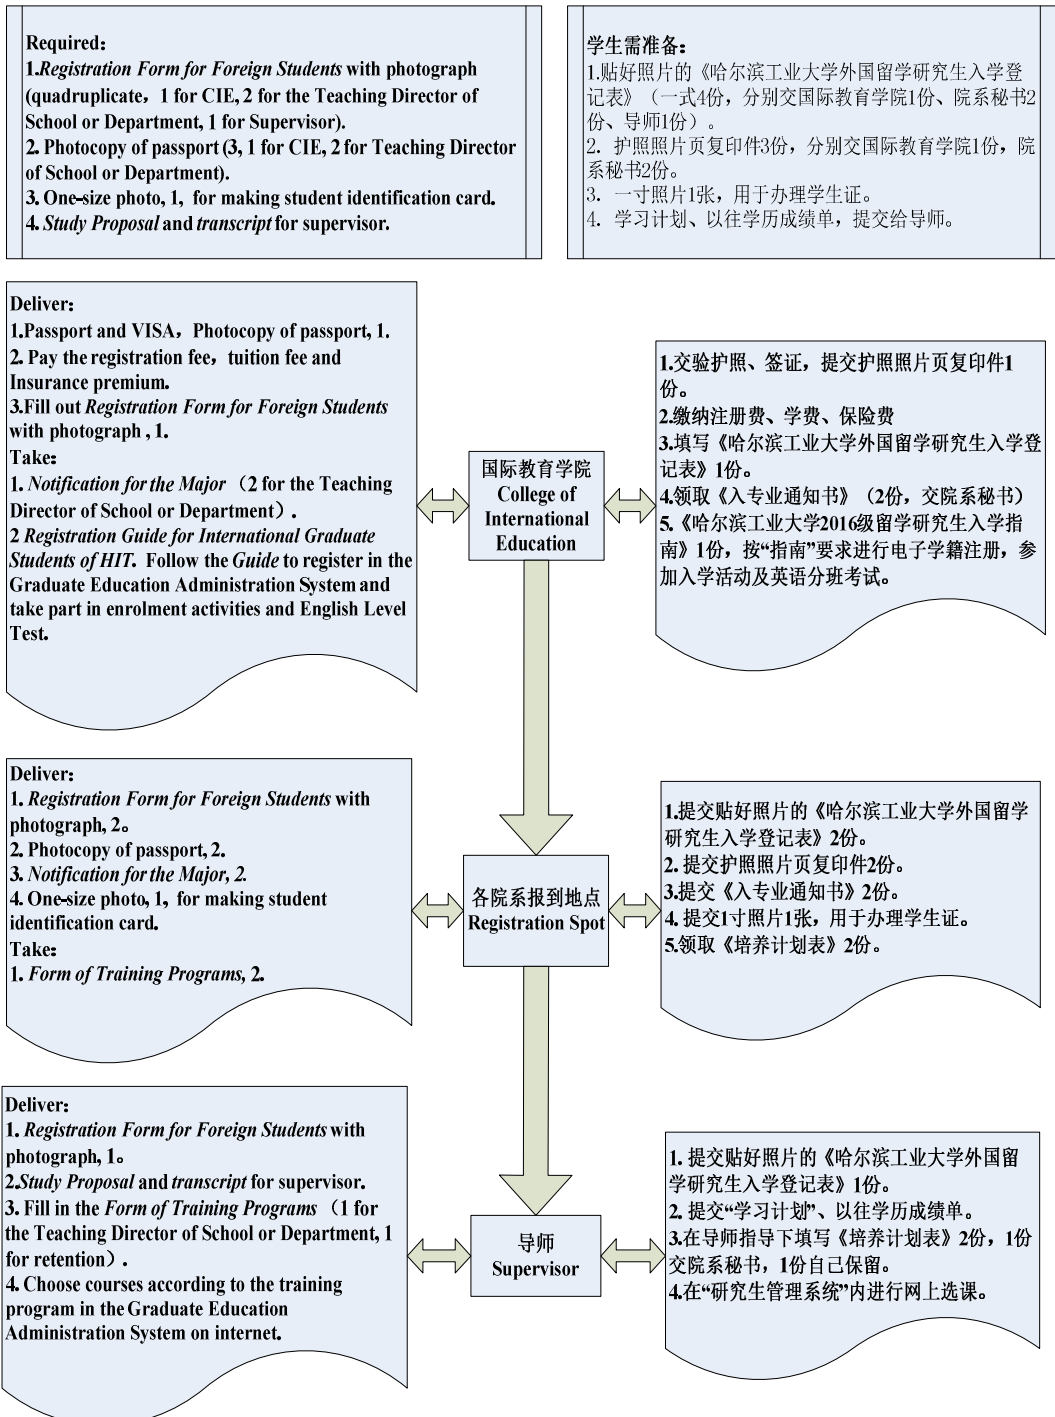 Required：
1.Registration Form for Foreign Students with photograph
(quadruplicate，1 for CIE, 2 for the Teaching Director of
School or Department, 1 for Supervisor).
2. Photocopy of passport (3, 1 for CIE, 2 for Teaching Director
of School or Department).
3. One-size photo, 1, for making student identification card.
4. Study Proposal and transcript for supervisor.
学生需准备：
1.贴好照片的《哈尔滨工业大学外国留学研究生入学登
记表》（一式4份，分别交国际教育学院1份、院系秘书2
份、导师1份）。
2. 护照照片页复印件3份，分别交国际教育学院1份，院
系秘书2份。
3. 一寸照片1张，用于办理学生证。
4. 学习计划、以往学历成绩单，提交给导师。
Deliver：
1.Passport and VISA，Photocopy of passport, 1.
2. Pay the registration fee，tuition fee and
Insurance premium.
3.Fill out Registration Form for Foreign Students
with photograph , 1.
Take：
1. Notification for the Major（2 for the Teaching
Director of School or Department）.
2 Registration Guide for International Graduate
Students of HIT. Follow the Guide to register in the
Graduate Education Administration System and
take part in enrolment activities and English Level
Test.
国际教育学院
College of
International
Education
1.交验护照、签证，提交护照照片页复印件1
份。
2.缴纳注册费、学费、保险费
3.填写《哈尔滨工业大学外国留学研究生入学登
记表》1份。
4.领取《入专业通知书》（2份，交院系秘书）
5.《哈尔滨工业大学2016级留学研究生入学指
南》1份，按“指南”要求进行电子学籍注册，参
加入学活动及英语分班考试。
Deliver：
1. Registration Form for Foreign Students with
photograph, 2。
2. Photocopy of passport, 2.
3. Notification for the Major, 2.
4. One-size photo, 1, for making student
identification card.
Take：
1. Form of Training Programs, 2.
各院系报到地点
Registration Spot
1.提交贴好照片的《哈尔滨工业大学外国留学
研究生入学登记表》2份。
2. 提交护照照片页复印件2份。
3.提交《入专业通知书》2份。
4. 提交1寸照片1张，用于办理学生证。
5.领取《培养计划表》2份。
Deliver：
1. Registration Form for Foreign Students with
photograph, 1。
2.Study Proposal and transcript for supervisor.
3. Fill in the Form of Training Programs（1 for
the Teaching Director of School or Department, 1
for retention）.
4. Choose courses according to the training
program in the Graduate Education
Administration System on internet.
导师
Supervisor
1. 提交贴好照片的《哈尔滨工业大学外国留
学研究生入学登记表》1份。
2. 提交“学习计划”、以往学历成绩单。
3.在导师指导下填写《培养计划表》2份，1份
交院系秘书，1份自己保留。
4.在“研究生管理系统”内进行网上选课。